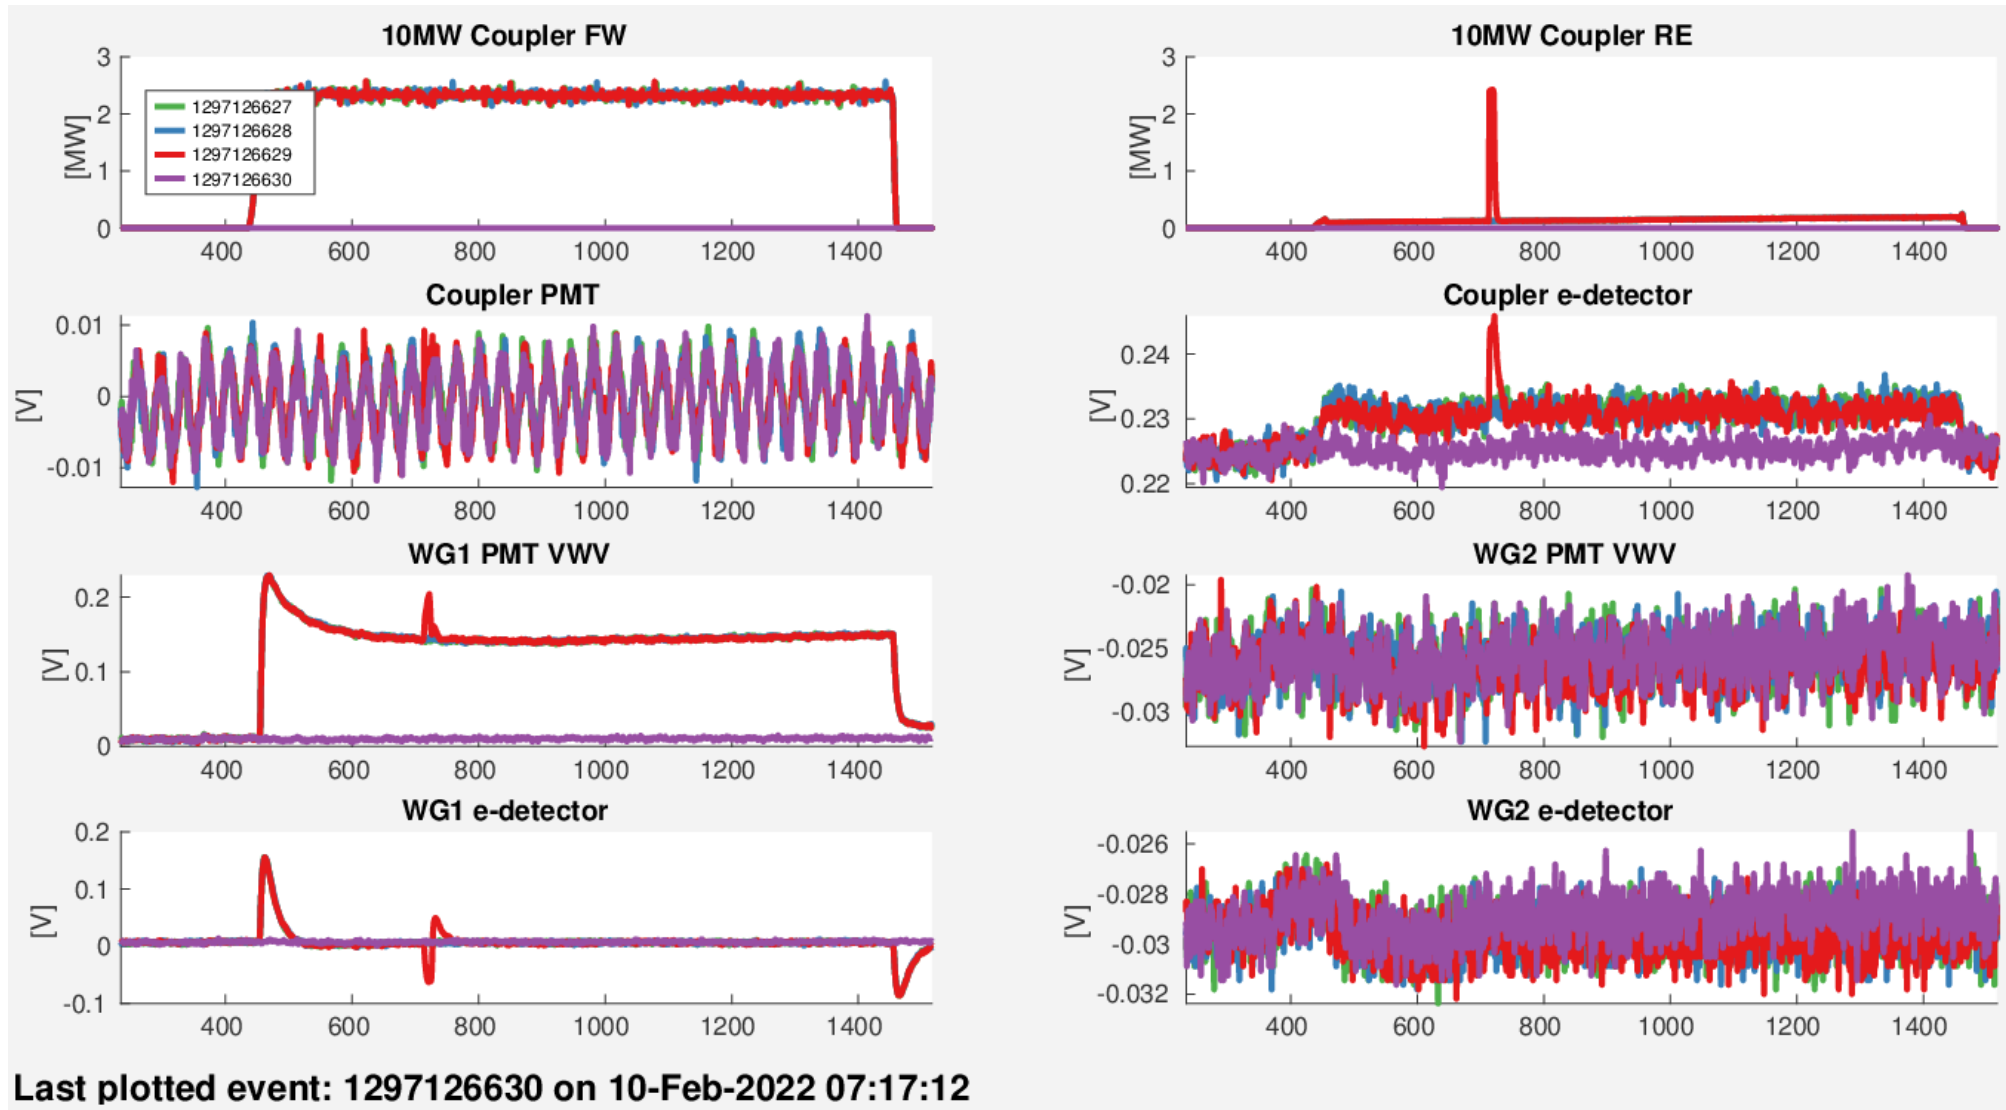 10MW Coupler FW
3
2
1
0
[MW]
1297126627
1297126628
1297126629
1297126630
400 600 800 1000 1200 1400
10MW Coupler RE
3
2
1
0
[MW]
400 600 800 1000 1200 1400
Coupler PMT
0.01
0
-0.01
[V]
400 600 800 1000 1200 1400
Coupler e-detector
0.24
0.23
0.22
[V]
400 600 800 1000 1200 1400
WG1 PMT VWV
0.2
0.1
0
[V]
400 600 800 1000 1200 1400
WG2 PMT VWV
-0.02
-0.025
-0.03
[V]
400 600 800 1000 1200 1400
WG1 e-detector
0.2
0.1
0
-0.1
[V]
400 600 800 1000 1200 1400
WG2 e-detector
-0.026
-0.028
-0.03
-0.032
[V]
400 600 800 1000 1200 1400
Last plotted event: 1297126630 on 10-Feb-2022 07:17:12